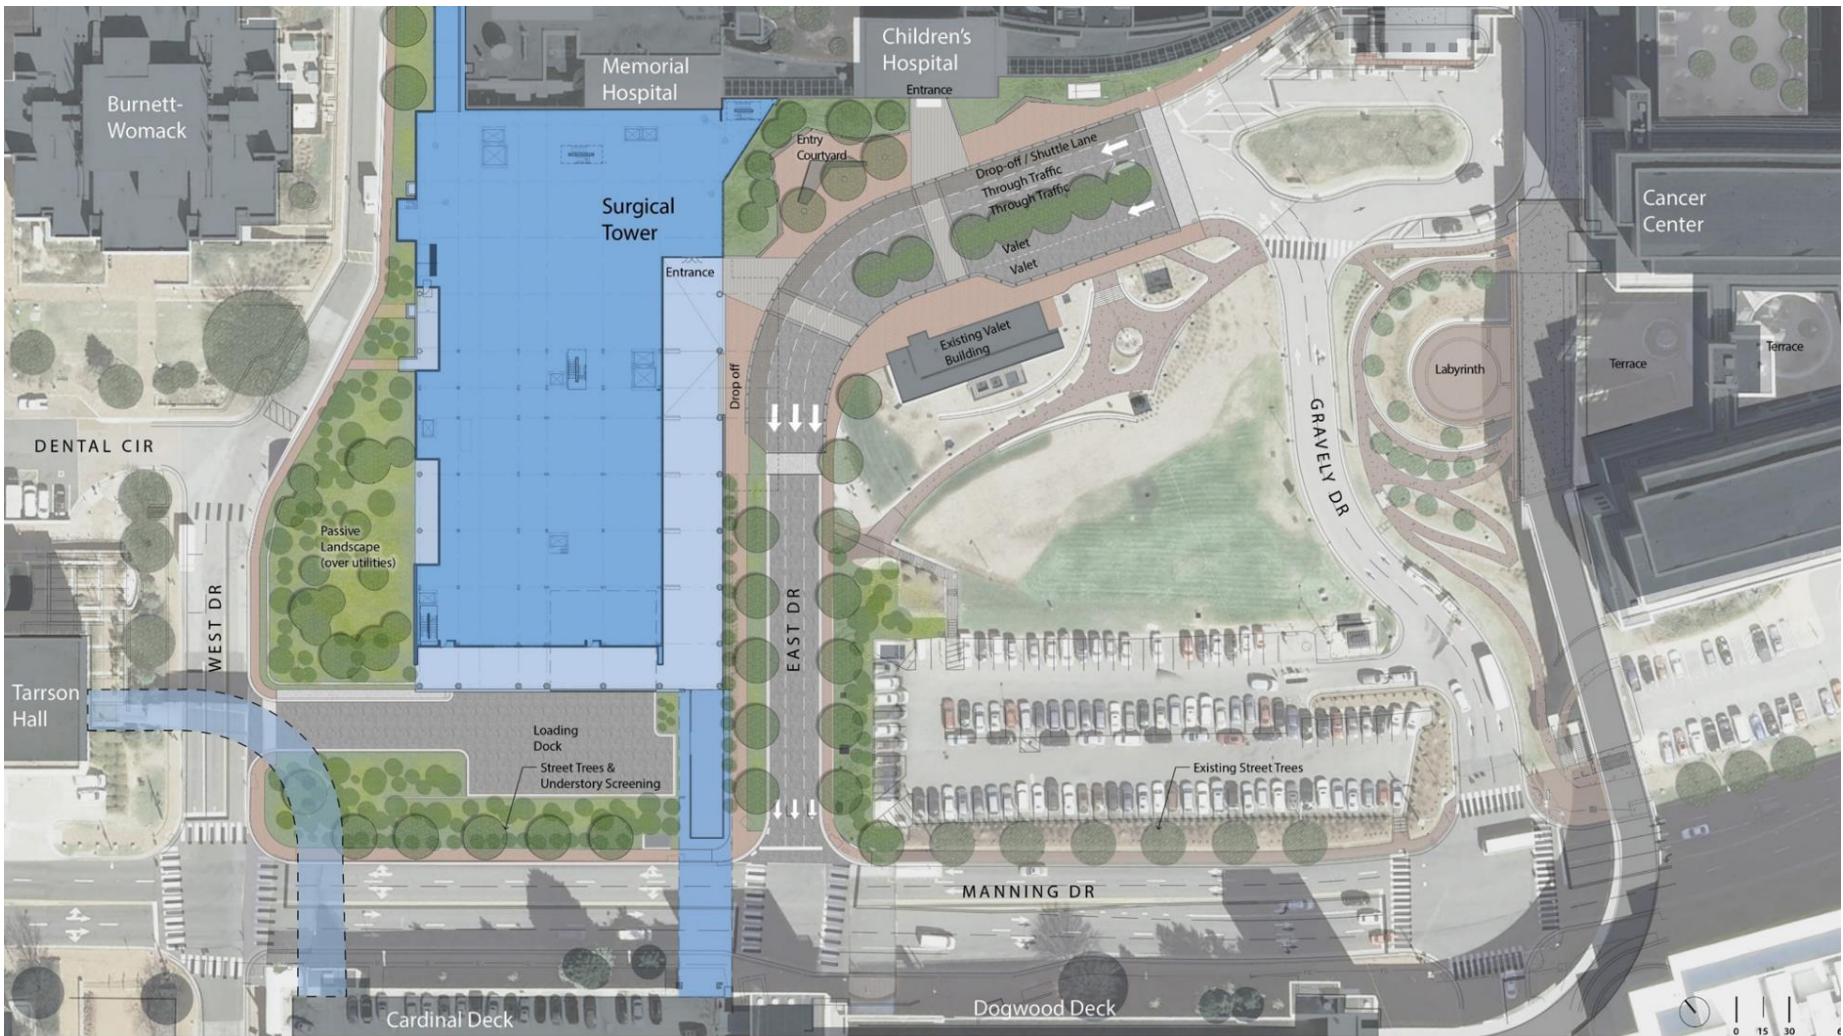 Children's
Hospital
Entrance
Memorial
Hospital
Burnett-
Womack
Entry
Courtyard
Drop-off / Shuttle Lane
Through Traffic
Through Traffic
Valet
Valet
Cancer
Center
Surgical
Tower
Entrance
Existing Valet
Building
Drop off
Labyrinth
Terrace
Terrace
GRAVELY DR
DENTAL CIR
Passive
Landscape
(over utilities)
WEST DR
EAST DR
Tarrson
Hall
Loading
Dock
Street Trees &
Understory Screening
Existing Street Trees
MANNING DR
Cardinal Deck
Dogwood Deck
0 15 30